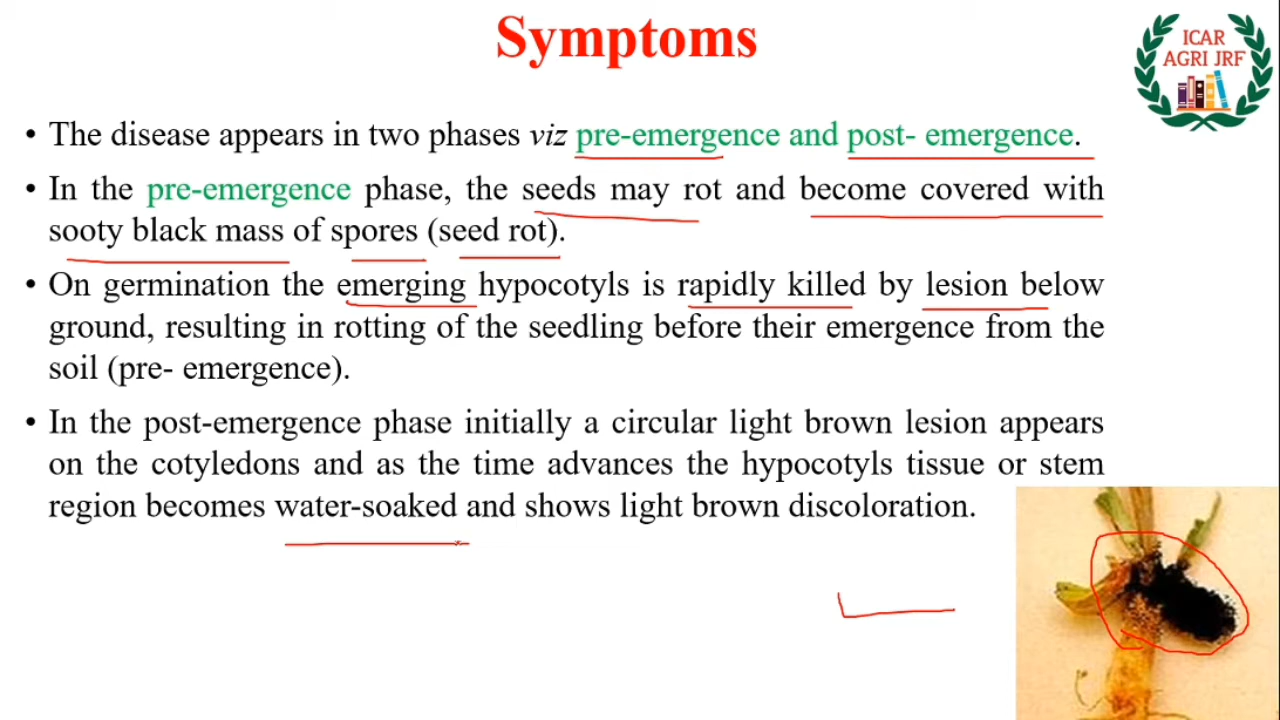 Symptoms
ICAR
AGRI JRF
• The disease appears in two phases viz pre-emergence and post- emergence.
• In the pre-emergence phase, the seeds may rot and become covered with
sooty black mass of spores (seed rot).
• On germination the emerging hypocotyls is rapidly killed by lesion below
ground, resulting in rotting of the seedling before their emergence from the
soil (pre- emergence).
• In the post-emergence phase initially a circular light brown lesion appears
on the cotyledons and as the time advances the hypocotyls tissue or stem
region becomes water-soaked and shows light brown discoloration.